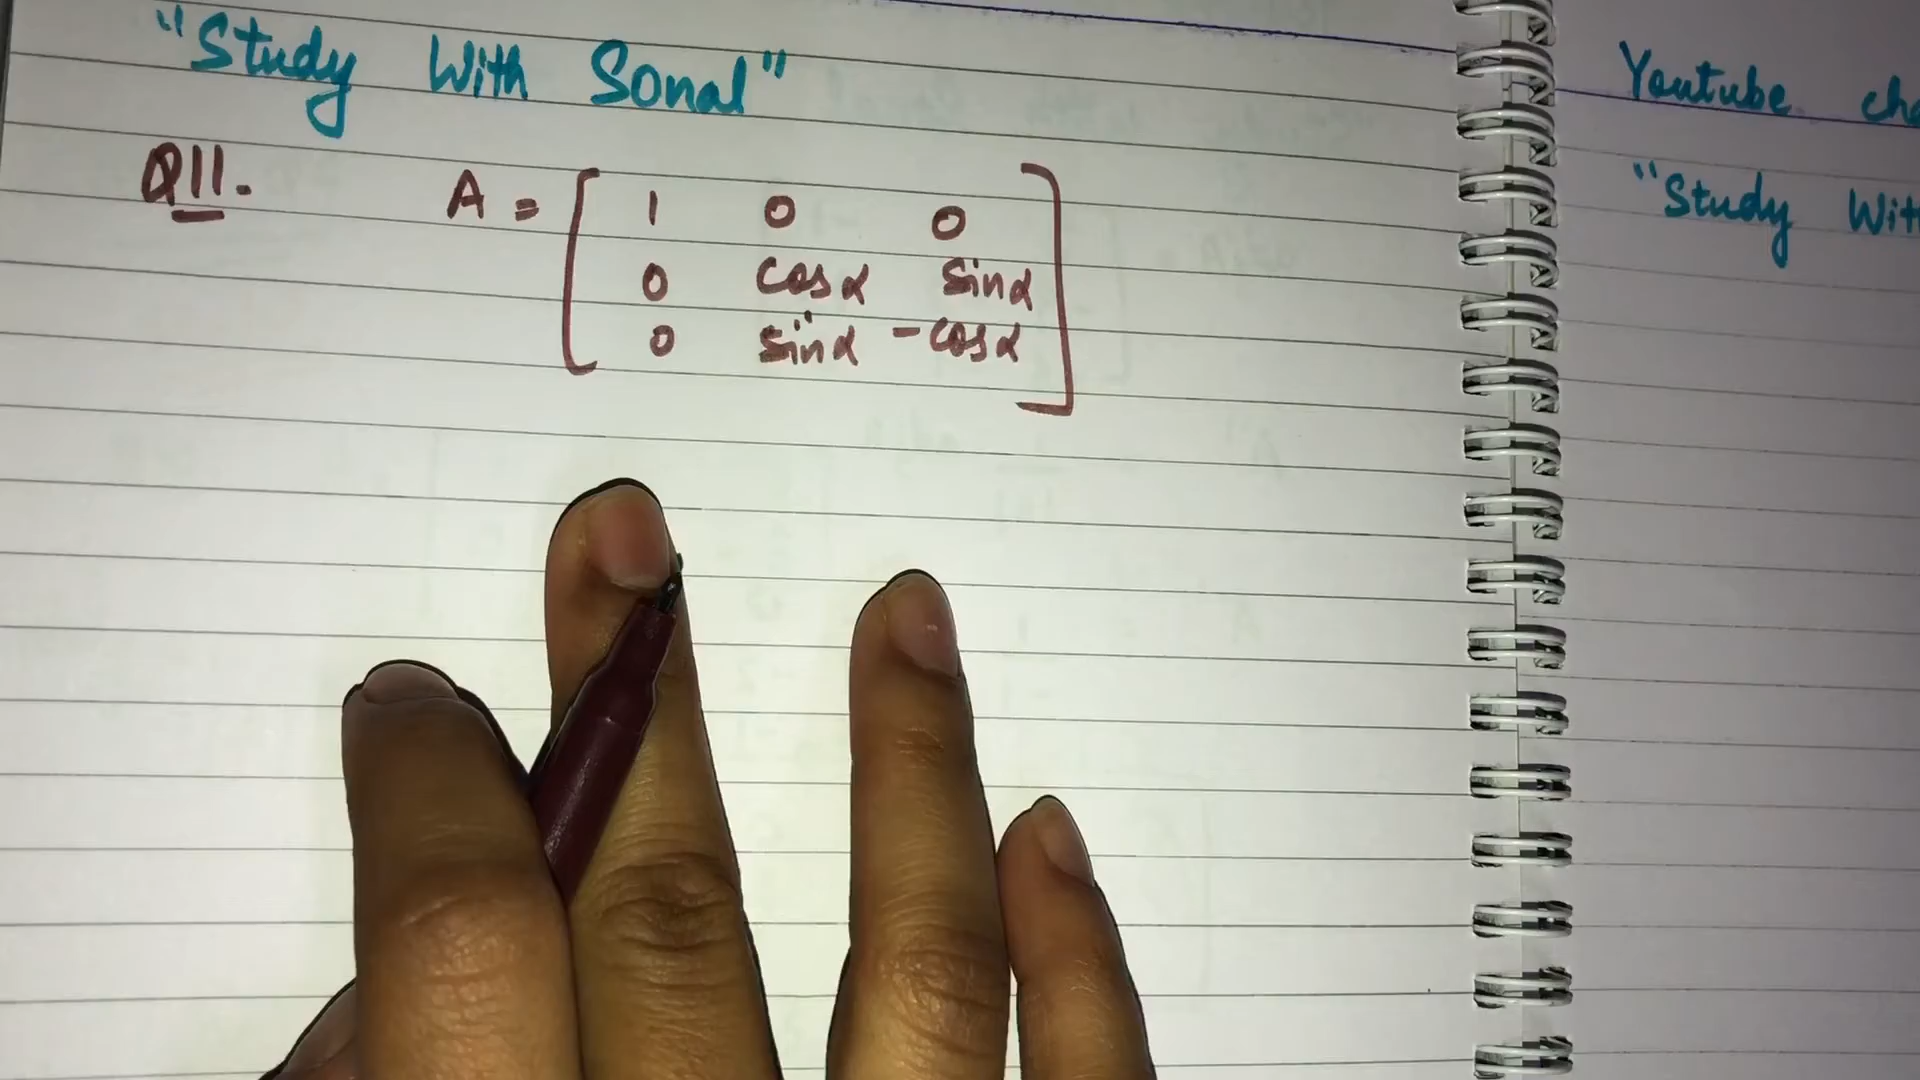 "Study With Sonal"
Q11. A = [ 1 0 0
0 cosα sinα
0 sinα -cosα ]
Youtube
"Study